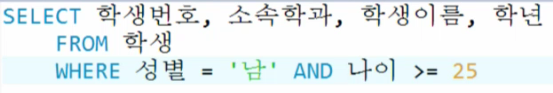 SELECT 학생번호, 소속학과, 학생이름, 학년
FROM 학생
WHERE 성별 = '남' AND 나이 >= 25